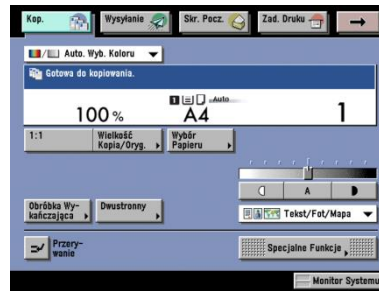 Kop.
Wysyłanie
Skr. Pocz.
Zad. Druku
Auto. Wyb. Koloru
Gotowa do kopiowania.
100 %
1 Auto
A4
1
1:1
Wielkość
Kopia/Oryg.
Wybór
Papieru
A
Obróbka Wy-
kańczająca
Dwustronny
Tekst/Fot/Mapa
Przery-
wanie
Specjalne Funkcje
Monitor Systemu